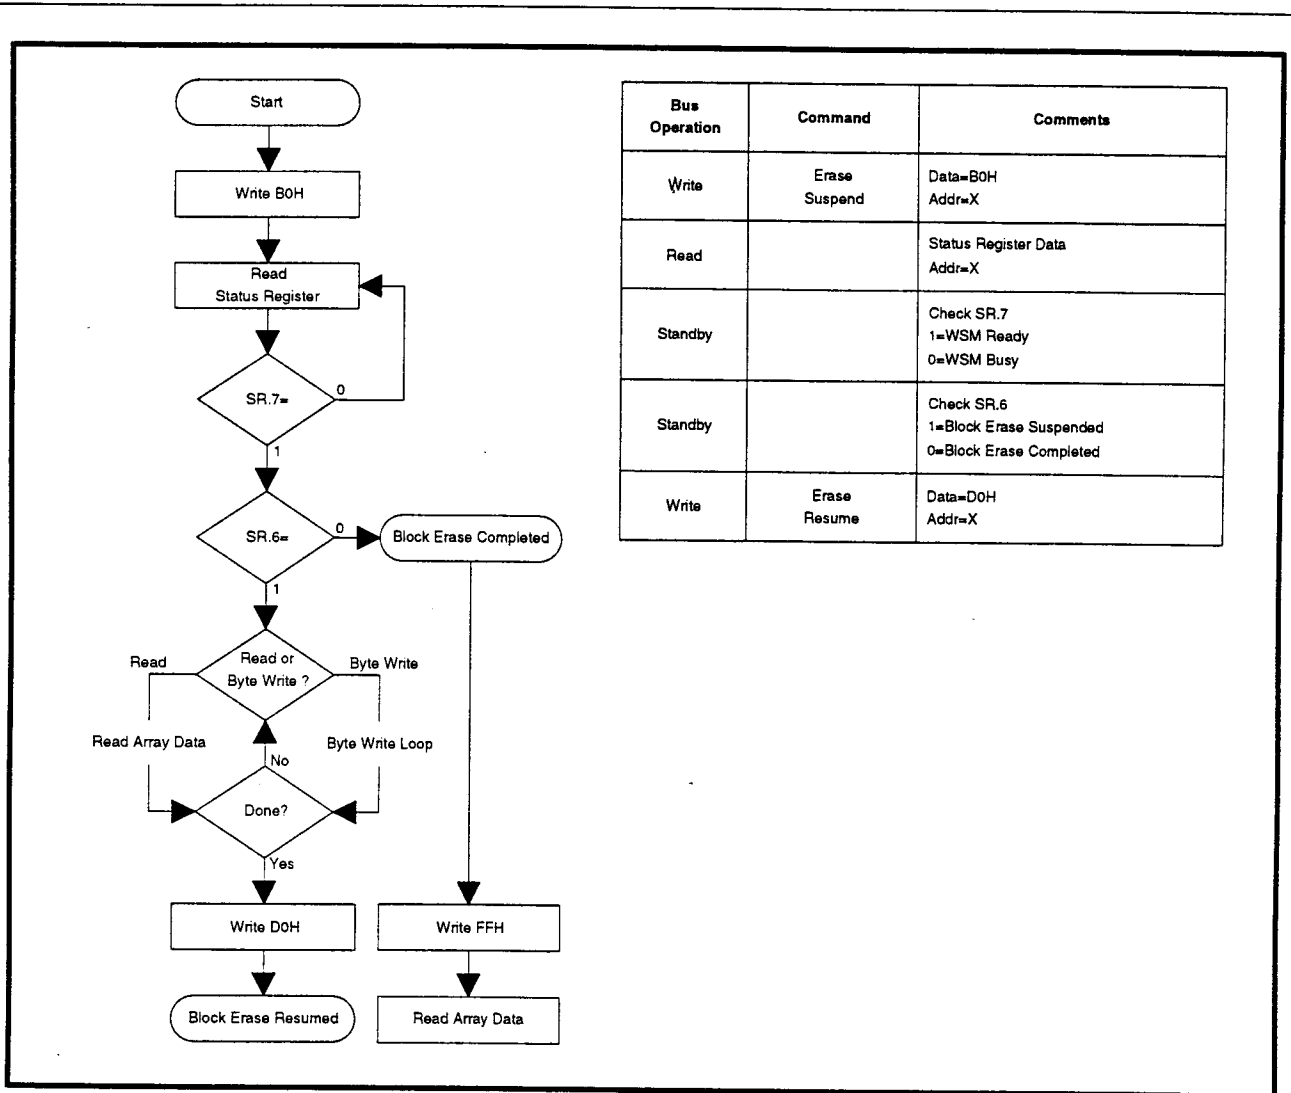 Start
Write B0H
Read
Status Register
SR.7=
0
1
SR.6=
0
Block Erase Completed
1
Read or
Byte Write ?
Read
Byte Write
Read Array Data
Byte Write Loop
No
Done?
Yes
Write D0H
Write FFH
Block Erase Resumed
Read Array Data
Bus
Operation
Command
Comments
Write
Erase
Suspend
Data=B0H
Addr=X
Read
Status Register Data
Addr=X
Standby
Check SR.7
1=WSM Ready
0=WSM Busy
Standby
Check SR.6
1=Block Erase Suspended
0=Block Erase Completed
Write
Erase
Resume
Data=D0H
Addr=X